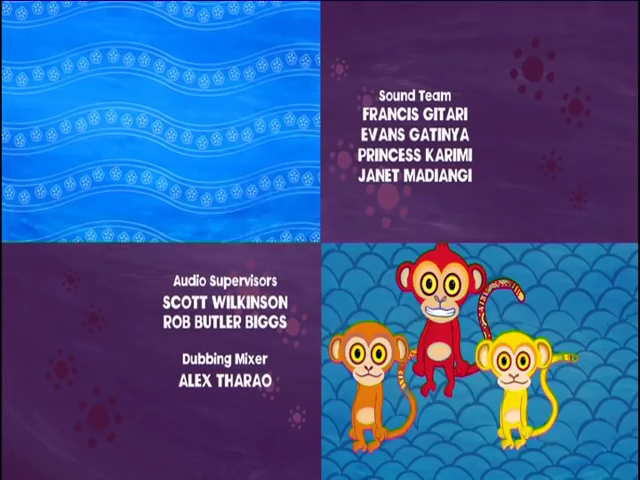 Sound Team
FRANCIS GITARI
EVANS GATINYA
PRINCESS KARIMI
JANET MADIANGI
Audio Supervisors
SCOTT WILKINSON
ROB BUTLER BIGGS
Dubbing Mixer
ALEX THARAO